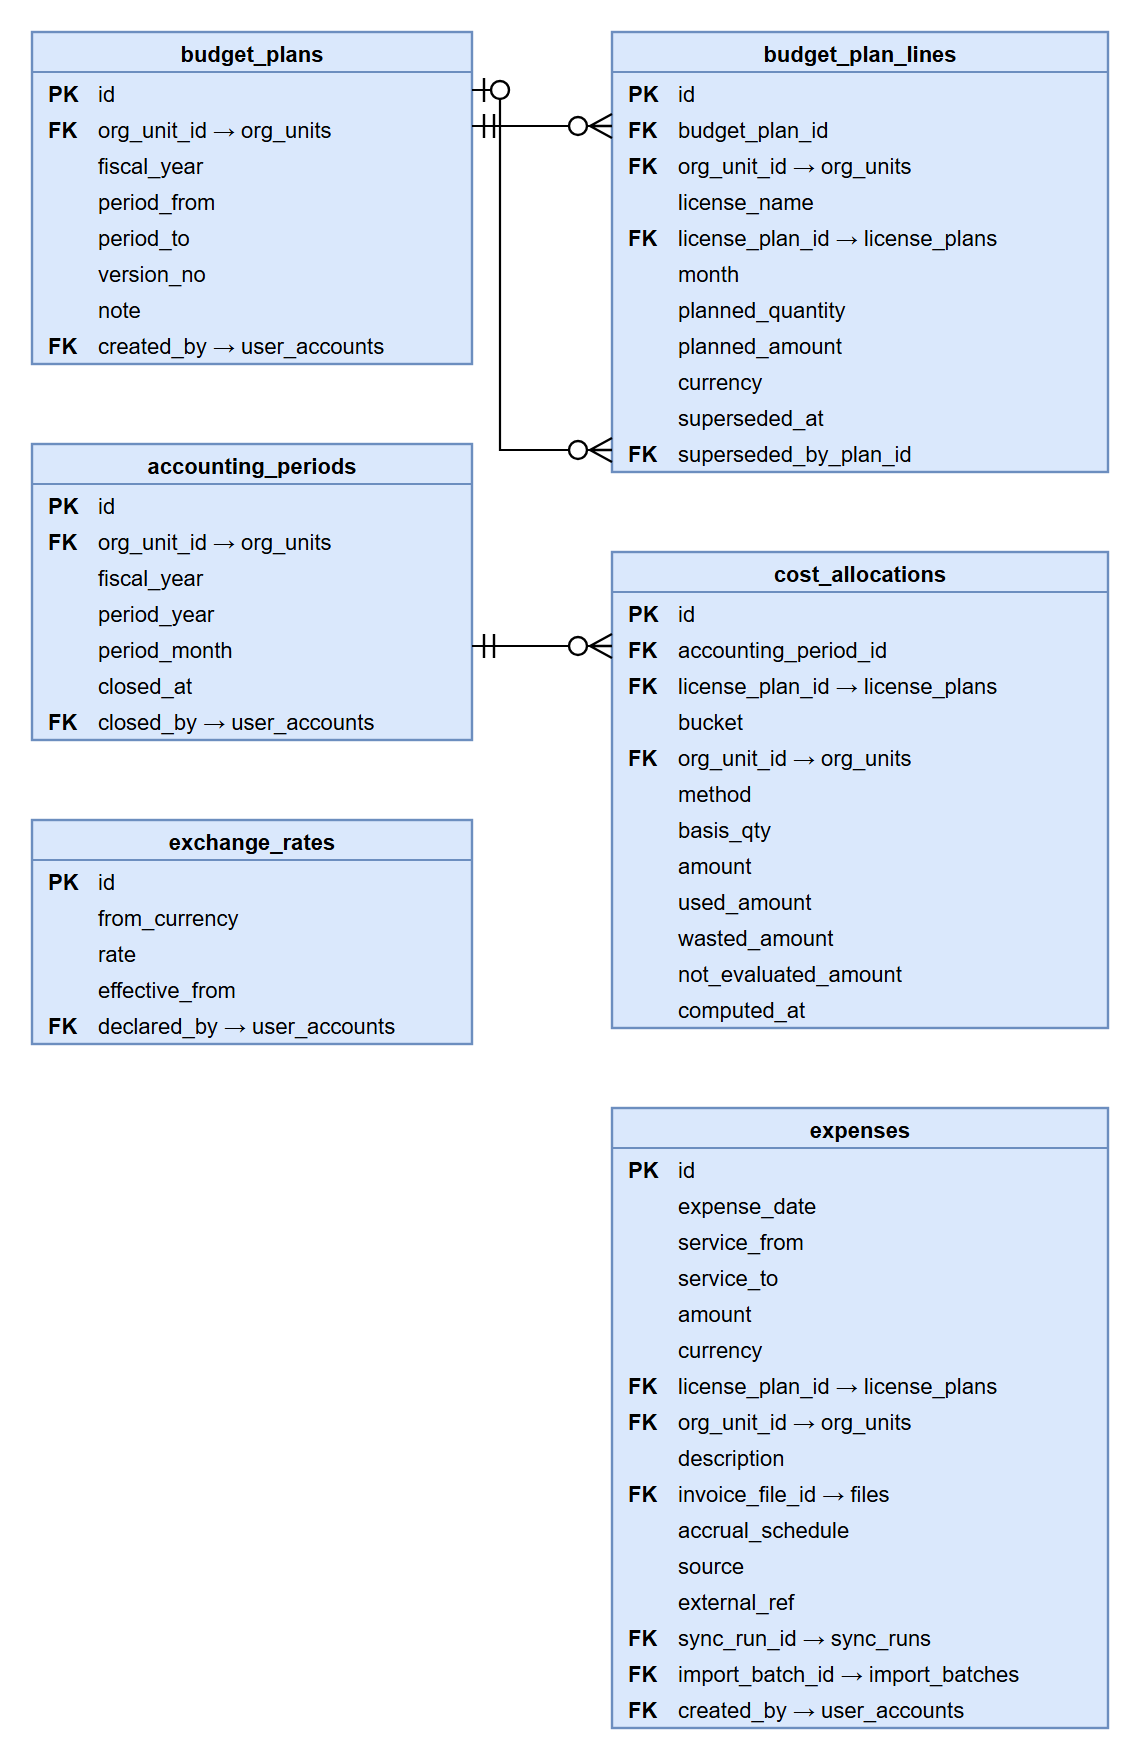 budget_plans
PK id
FK org_unit_id → org_units
fiscal_year
period_from
period_to
version_no
note
FK created_by → user_accounts
budget_plan_lines
PK id
FK budget_plan_id
FK org_unit_id → org_units
license_name
FK license_plan_id → license_plans
month
planned_quantity
planned_amount
currency
superseded_at
FK superseded_by_plan_id
accounting_periods
PK id
FK org_unit_id → org_units
fiscal_year
period_year
period_month
closed_at
FK closed_by → user_accounts
cost_allocations
PK id
FK accounting_period_id
FK license_plan_id → license_plans
bucket
FK org_unit_id → org_units
method
basis_qty
amount
used_amount
wasted_amount
not_evaluated_amount
computed_at
exchange_rates
PK id
from_currency
rate
effective_from
FK declared_by → user_accounts
expenses
PK id
expense_date
service_from
service_to
amount
currency
FK license_plan_id → license_plans
FK org_unit_id → org_units
description
FK invoice_file_id → files
accrual_schedule
source
external_ref
FK sync_run_id → sync_runs
FK import_batch_id → import_batches
FK created_by → user_accounts